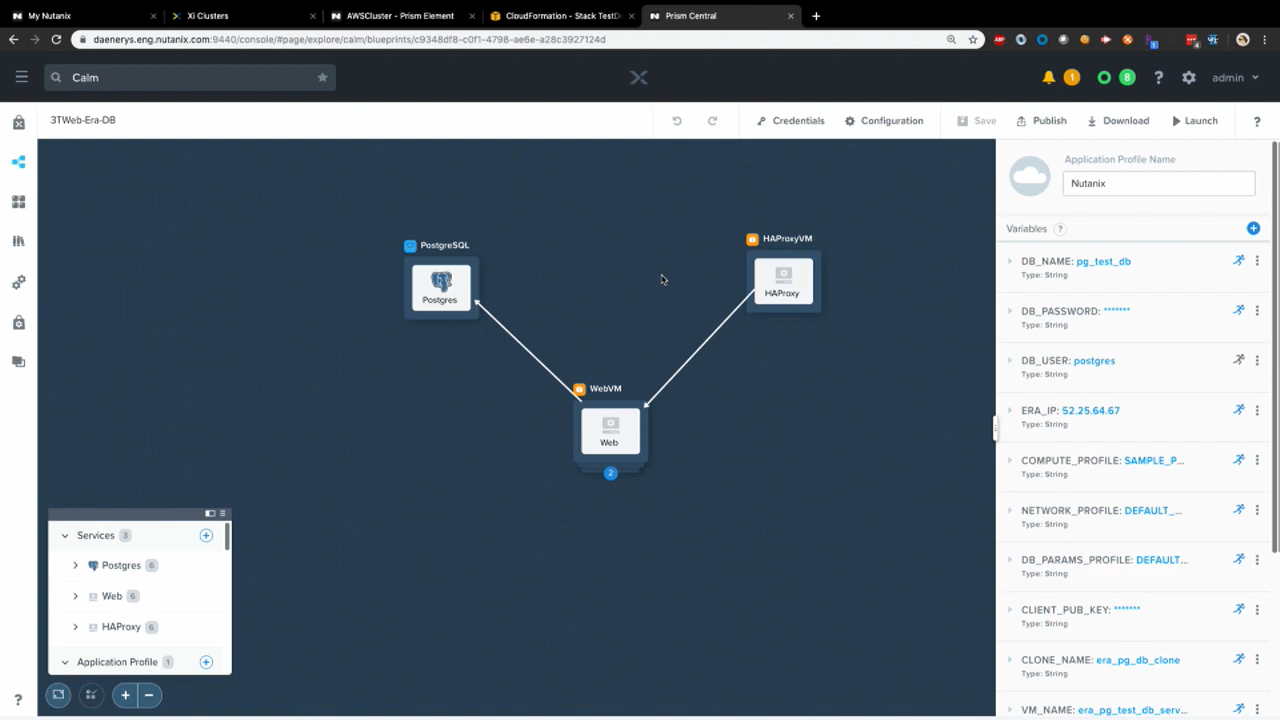 My Nutanix
Xi Clusters
AWSCluster - Prism Element
CloudFormation - Stack TestD
Prism Central
daenerys.eng.nutanix.com:9440/console/#page/explore/calm/blueprints/c9348df8-c0f1-4798-ae6e-a28c3927124d
Calm
1
8
?
admin
3TWeb-Era-DB
Credentials
Configuration
Save
Publish
Download
Launch
?
Application Profile Name
Nutanix
Variables ?
DB_NAME: pg_test_db
Type: String
DB_PASSWORD: *******
Type: String
DB_USER: postgres
Type: String
ERA_IP: 52.25.64.67
Type: String
COMPUTE_PROFILE: SAMPLE_P...
Type: String
NETWORK_PROFILE: DEFAULT_...
Type: String
DB_PARAMS_PROFILE: DEFAULT...
Type: String
CLIENT_PUB_KEY: *******
Type: String
CLONE_NAME: era_pg_db_clone
Type: String
VM_NAME: era_pg_test_db_serv...
PostgreSQL
Postgres
HAProxyVM
HAProxy
WebVM
Web
2
Services 3
Postgres 6
Web 6
HAProxy 6
Application Profile 1
?